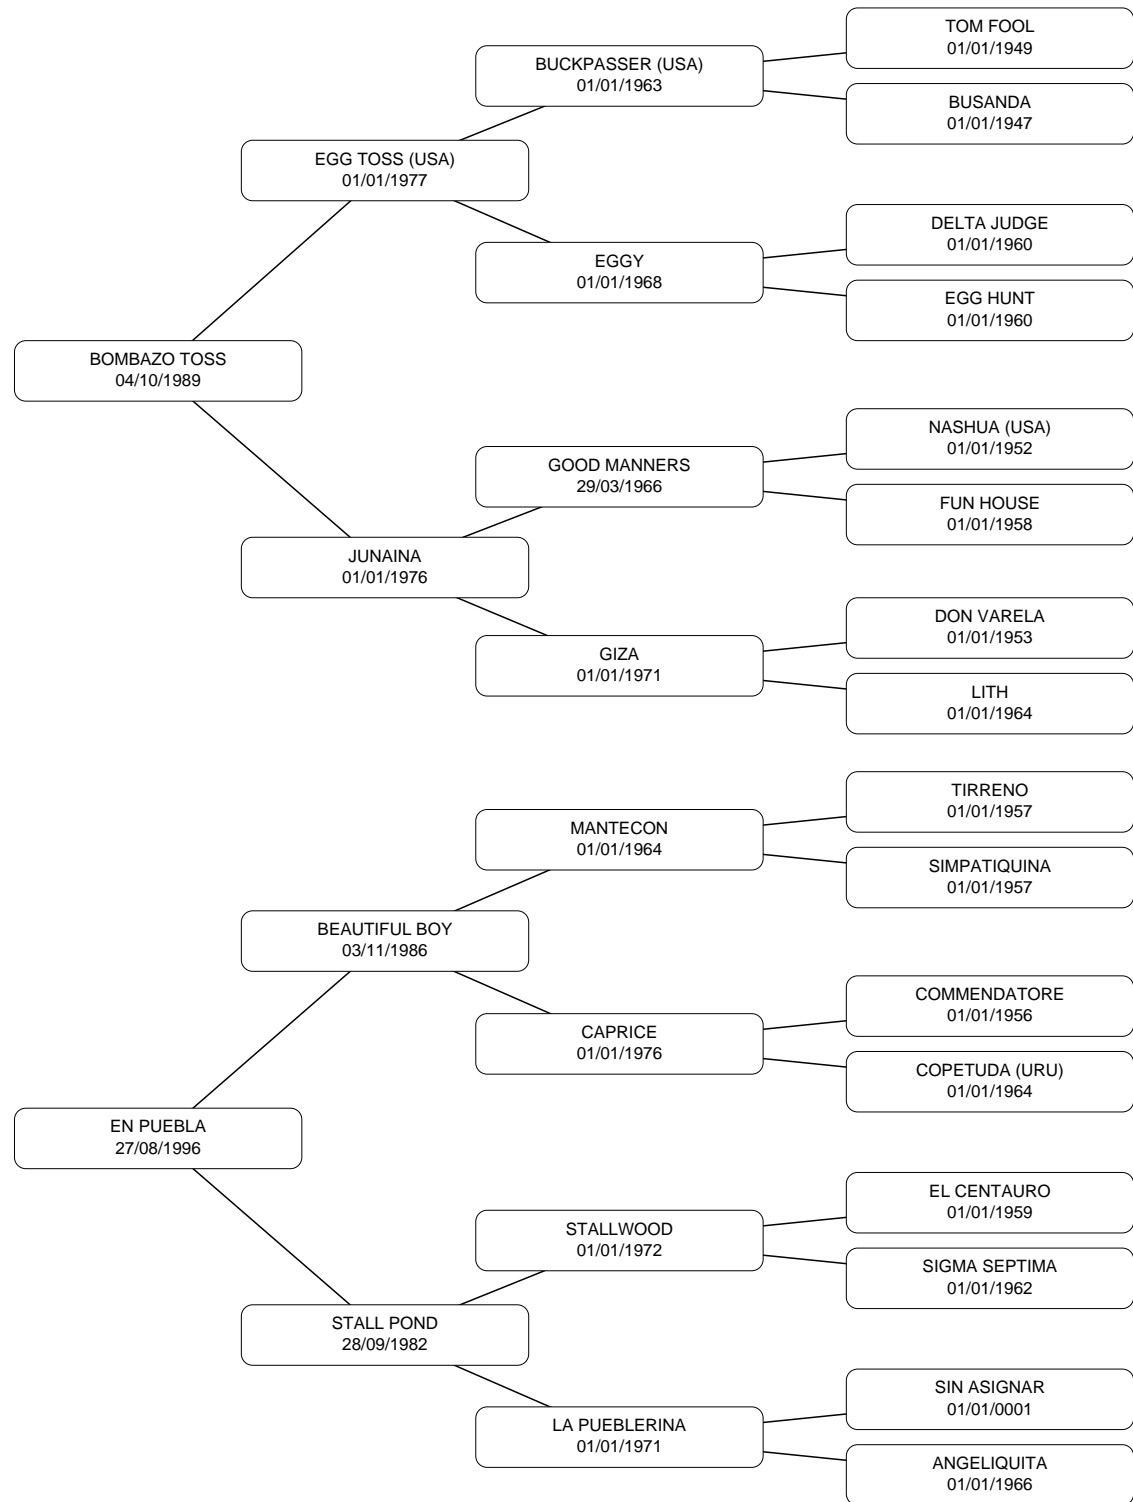 TOM FOOL
01/01/1949
BUCKPASSER (USA)
01/01/1963
BUSANDA
01/01/1947
EGG TOSS (USA)
01/01/1977
DELTA JUDGE
01/01/1960
EGGY
01/01/1968
EGG HUNT
01/01/1960
BOMBAZO TOSS
04/10/1989
NASHUA (USA)
01/01/1952
GOOD MANNERS
29/03/1966
FUN HOUSE
01/01/1958
JUNAINA
01/01/1976
DON VARELA
01/01/1953
GIZA
01/01/1971
LITH
01/01/1964
TIRRENO
01/01/1957
MANTECON
01/01/1964
SIMPATIQUINA
01/01/1957
BEAUTIFUL BOY
03/11/1986
COMMENDATORE
01/01/1956
CAPRICE
01/01/1976
COPETUDA (URU)
01/01/1964
EN PUEBLA
27/08/1996
EL CENTAURO
01/01/1959
STALLWOOD
01/01/1972
SIGMA SEPTIMA
01/01/1962
STALL POND
28/09/1982
SIN ASIGNAR
01/01/0001
LA PUEBLERINA
01/01/1971
ANGELIQUITA
01/01/1966